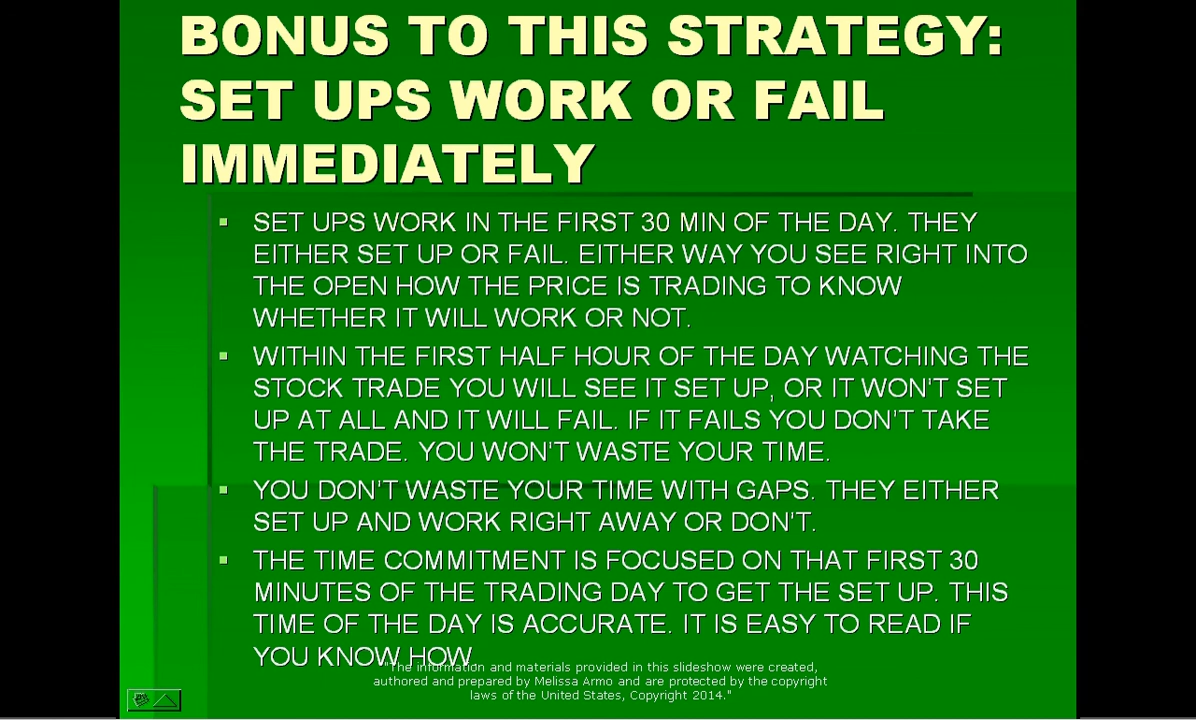 BONUS TO THIS STRATEGY:
SET UPS WORK OR FAIL
IMMEDIATELY
SET UPS WORK IN THE FIRST 30 MIN OF THE DAY. THEY
EITHER SET UP OR FAIL. EITHER WAY YOU SEE RIGHT INTO
THE OPEN HOW THE PRICE IS TRADING TO KNOW
WHETHER IT WILL WORK OR NOT.
WITHIN THE FIRST HALF HOUR OF THE DAY WATCHING THE
STOCK TRADE YOU WILL SEE IT SET UP, OR IT WON'T SET
UP AT ALL AND IT WILL FAIL. IF IT FAILS YOU DON'T TAKE
THE TRADE. YOU WON'T WASTE YOUR TIME.
YOU DON'T WASTE YOUR TIME WITH GAPS. THEY EITHER
SET UP AND WORK RIGHT AWAY OR DON'T.
THE TIME COMMITMENT IS FOCUSED ON THAT FIRST 30
MINUTES OF THE TRADING DAY TO GET THE SET UP. THIS
TIME OF THE DAY IS ACCURATE. IT IS EASY TO READ IF
YOU KNOW HOW.
"The information and materials provided in this slideshow were created,
authored and prepared by Melissa Armo and are protected by the copyright
laws of the United States, Copyright 2014."